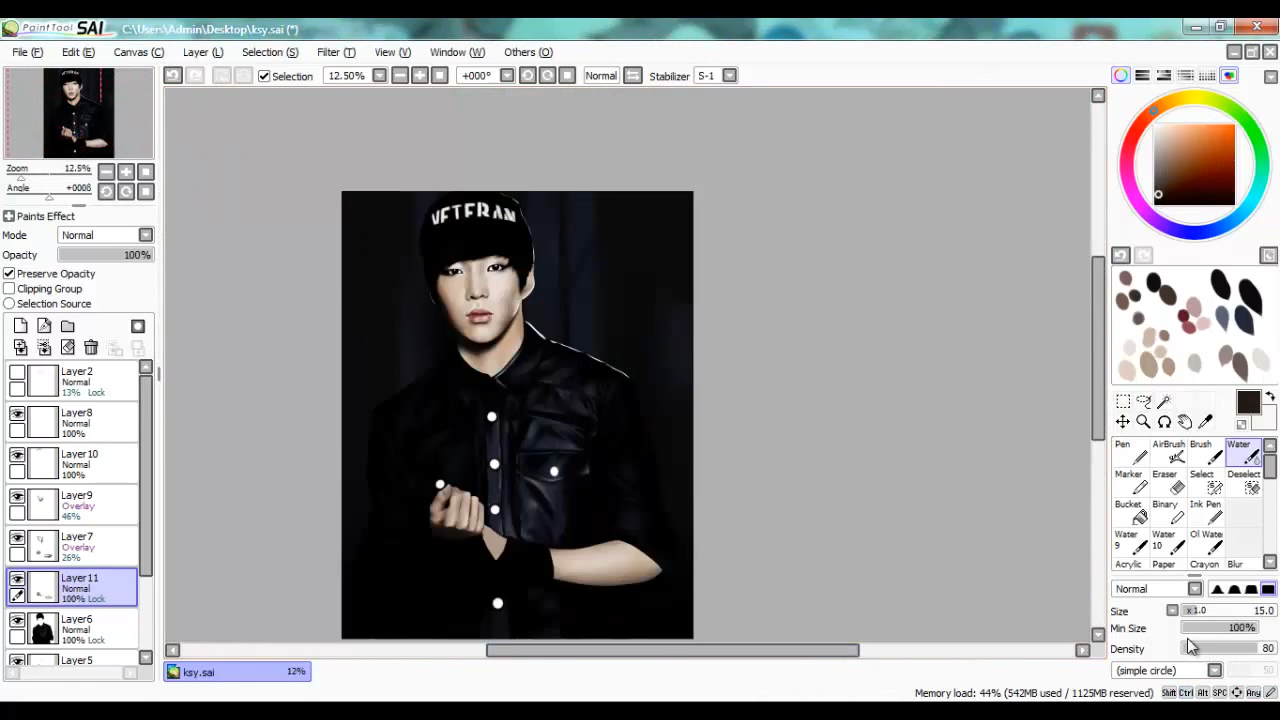 PaintTool SAI C:\Users\Admin\Desktop\ksy.sai (*)
File (F) Edit (E) Canvas (C) Layer (L) Selection (S) Filter (T) View (V) Window (W) Others (O)
Selection 12.50% +000° Normal Stabilizer S-1
Zoom 12.5%
Angle +000ß
Paints Effect
Mode Normal
Opacity 100%
Preserve Opacity
Clipping Group
Selection Source
Layer2
Normal
13% Lock
Layer8
Normal
100%
Layer10
Normal
100%
Layer9
Overlay
46%
Layer7
Overlay
26%
Layer11
Normal
100% Lock
Layer6
Normal
100% Lock
Layer5
VETERAN
Pen AirBrush Brush Water
Marker Eraser Select Deselect
Bucket Binary Ink Pen
Water 9 Water 10 Ol Water
Acrylic Paper Crayon Blur
Normal
Size x1.0 15.0
Min Size 100%
Density 80
(simple circle) 50
ksy.sai 12%
Memory load: 44% (542MB used / 1125MB reserved) Shift Ctrl Alt SPC Any